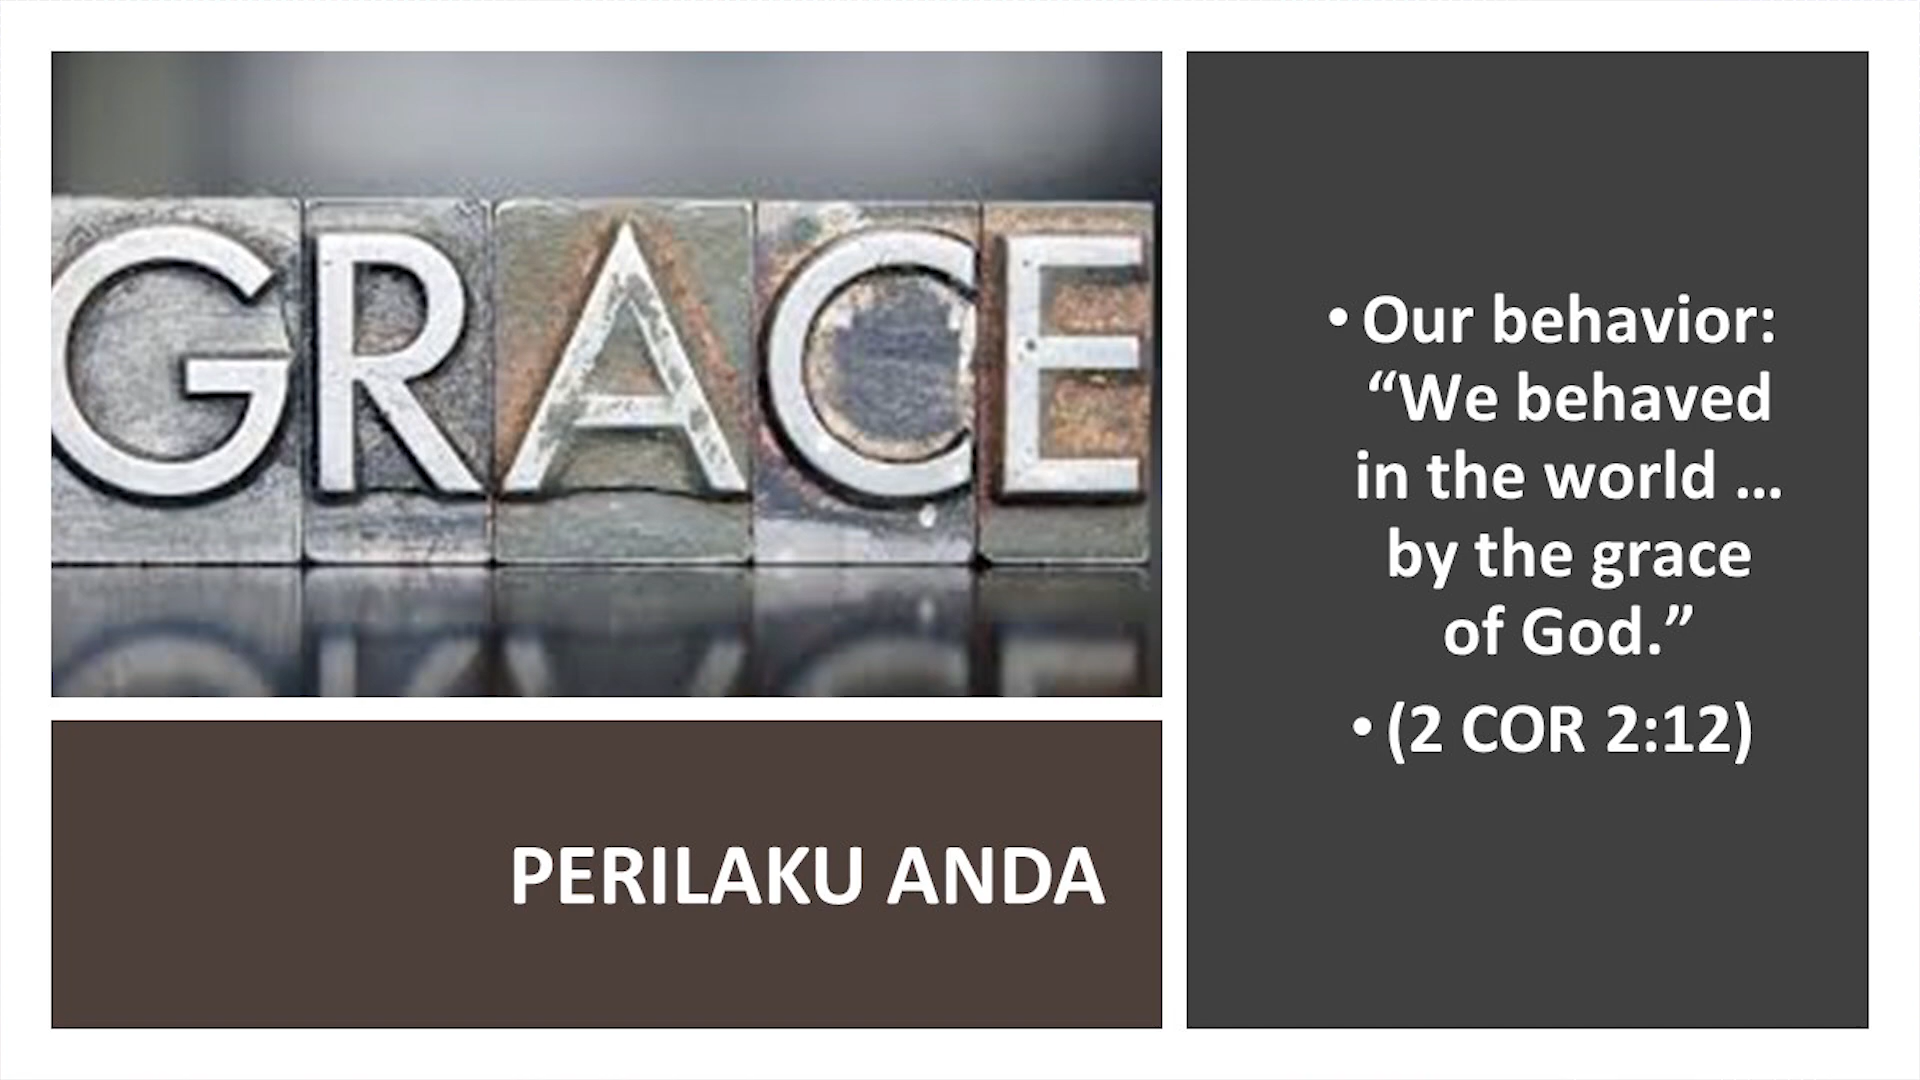 GRACE
PERILAKU ANDA
• Our behavior:
“We behaved
in the world ...
by the grace
of God.”
• (2 COR 2:12)